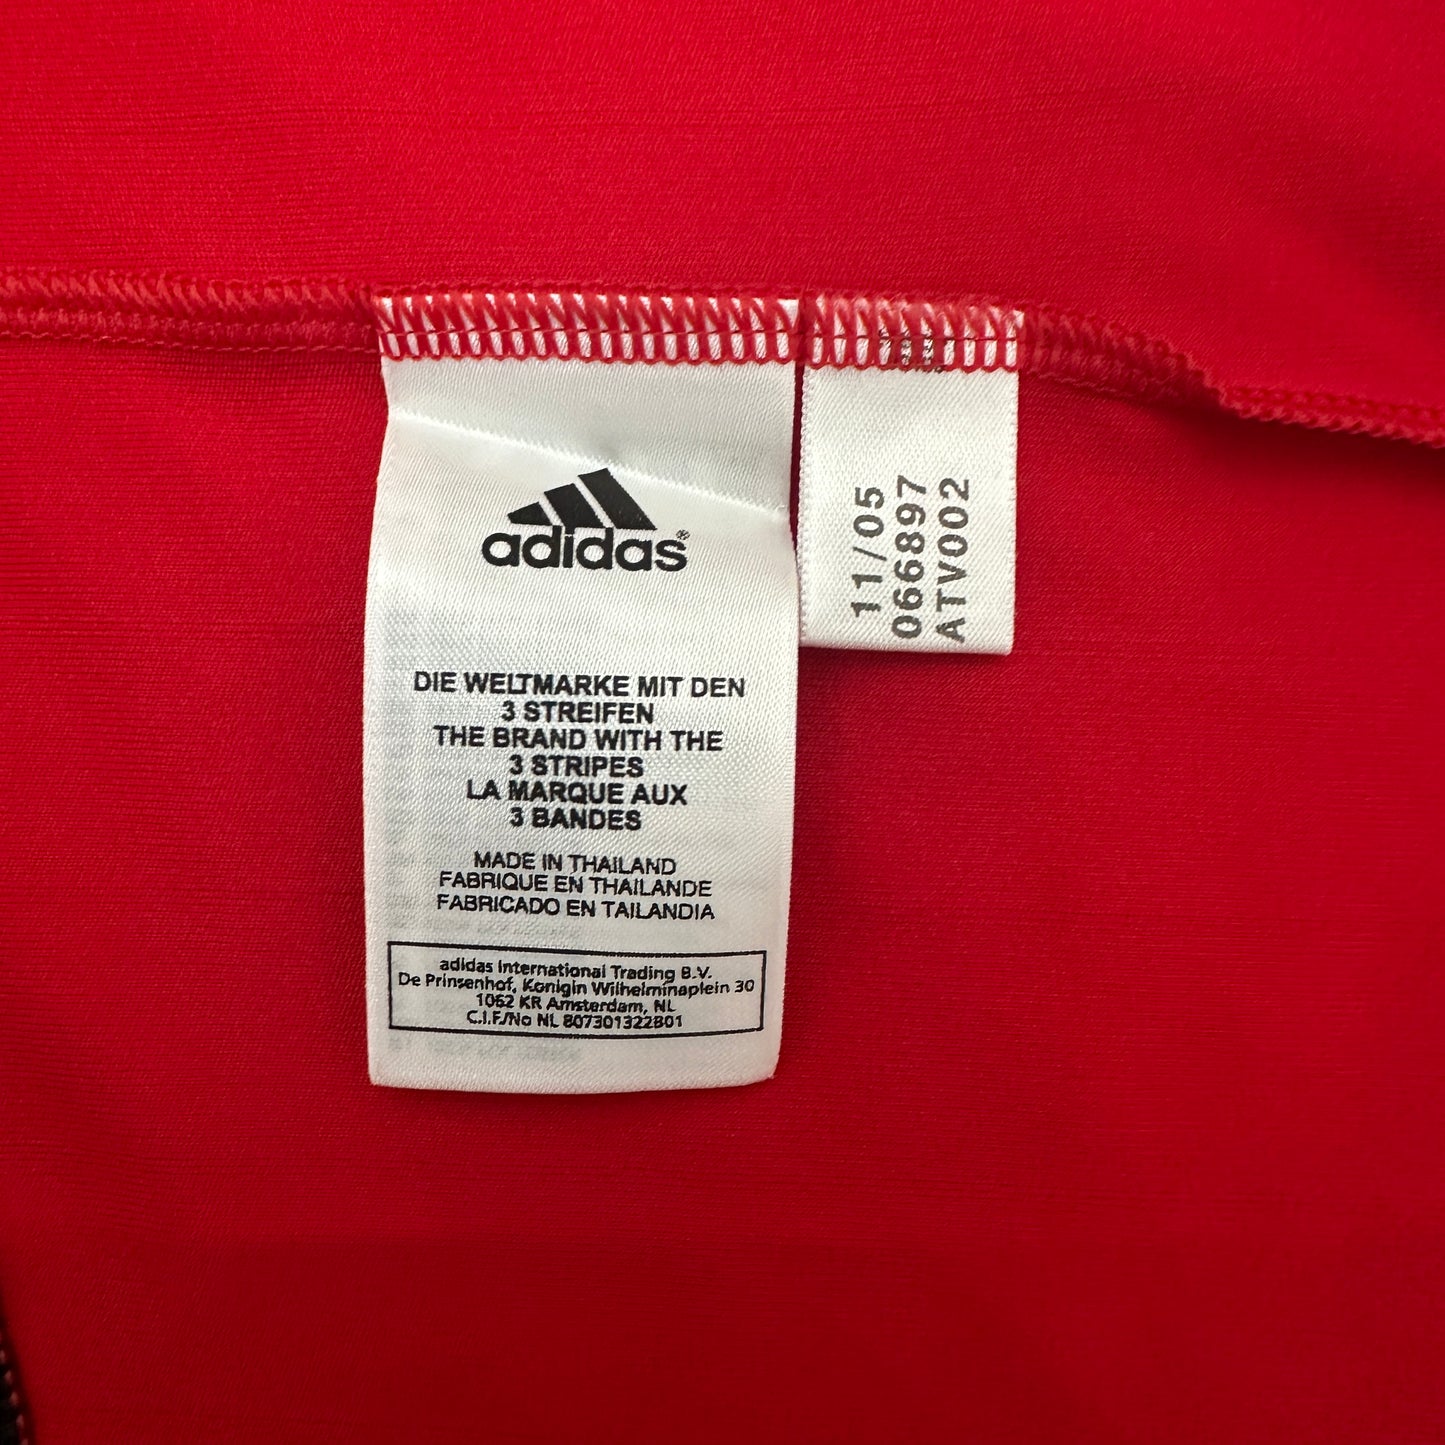 adidas®
DIE WELTMARKE MIT DEN
3 STREIFEN
THE BRAND WITH THE
3 STRIPES
LA MARQUE AUX
3 BANDES
MADE IN THAILAND
FABRIQUE EN THAILANDE
FABRICADO EN TAILANDIA
adidas International Trading B.V.
De Prinsenhof, Konigin Wilhelminaplein 30
1062 KR Amsterdam, NL
C.I.F./No NL 807301322B01
11/05
066897
ATV002